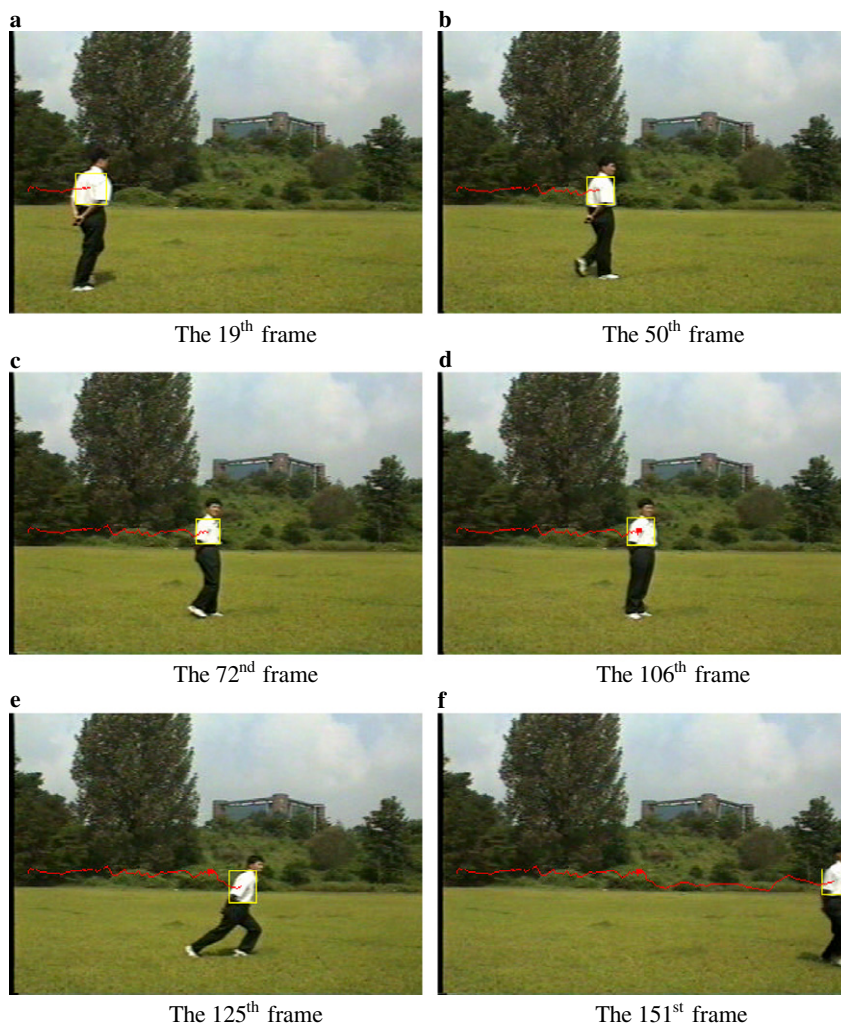 a
b
The 19th frame
The 50th frame
c
d
The 72nd frame
The 106th frame
e
f
The 125th frame
The 151st frame